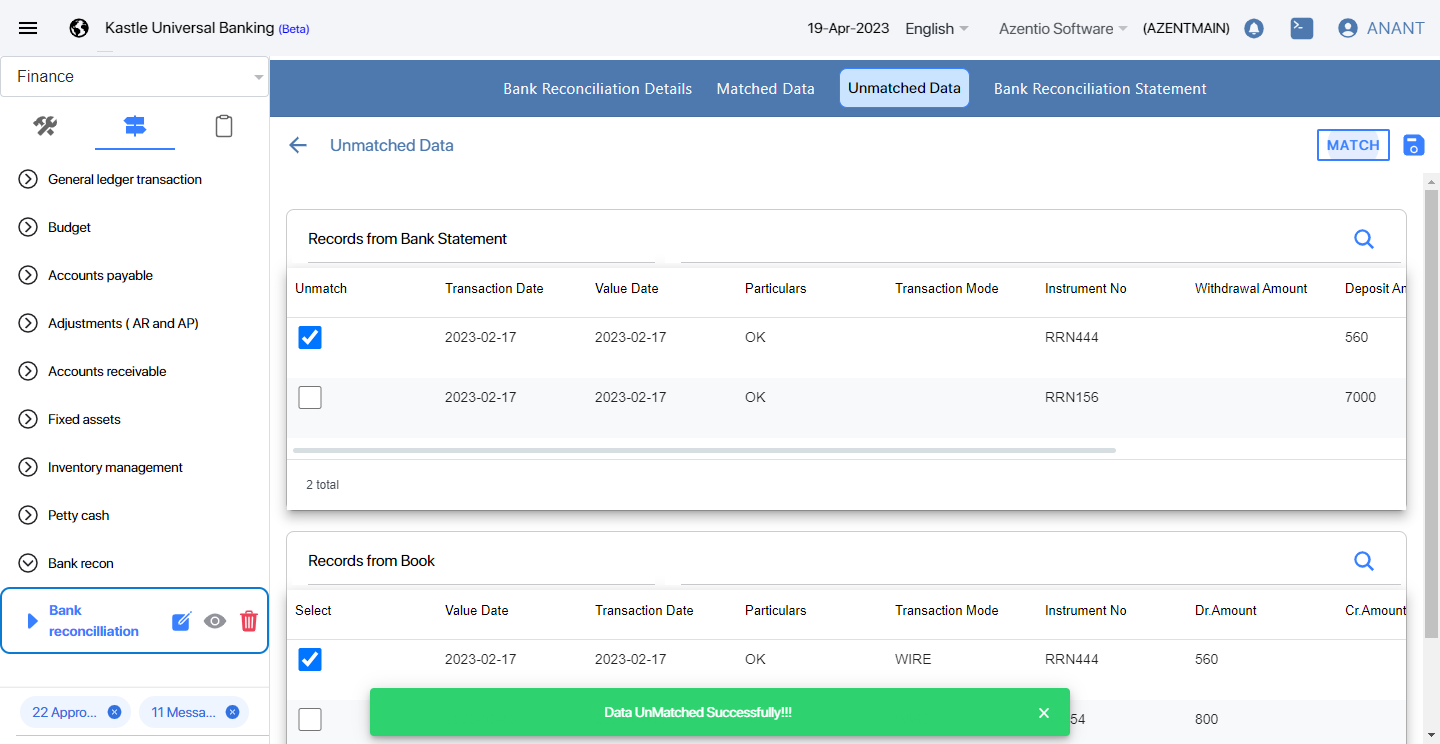 Kastle Universal Banking (Beta)
19-Apr-2023 English Azentio Software (AZENTMAIN) ANANT
Finance
Bank Reconciliation Details Matched Data Unmatched Data Bank Reconciliation Statement
Unmatched Data
MATCH
General ledger transaction
Budget
Accounts payable
Adjustments ( AR and AP)
Accounts receivable
Fixed assets
Inventory management
Petty cash
Bank recon
Bank
reconcilliation
22 Appro... 11 Messa...
Records from Bank Statement
Unmatch Transaction Date Value Date Particulars Transaction Mode Instrument No Withdrawal Amount Deposit Am
2023-02-17 2023-02-17 OK RRN444 560
2023-02-17 2023-02-17 OK RRN156 7000
2 total
Records from Book
Select Value Date Transaction Date Particulars Transaction Mode Instrument No Dr.Amount Cr.Amount
2023-02-17 2023-02-17 OK WIRE RRN444 560
54 800
Data UnMatched Successfully!!!